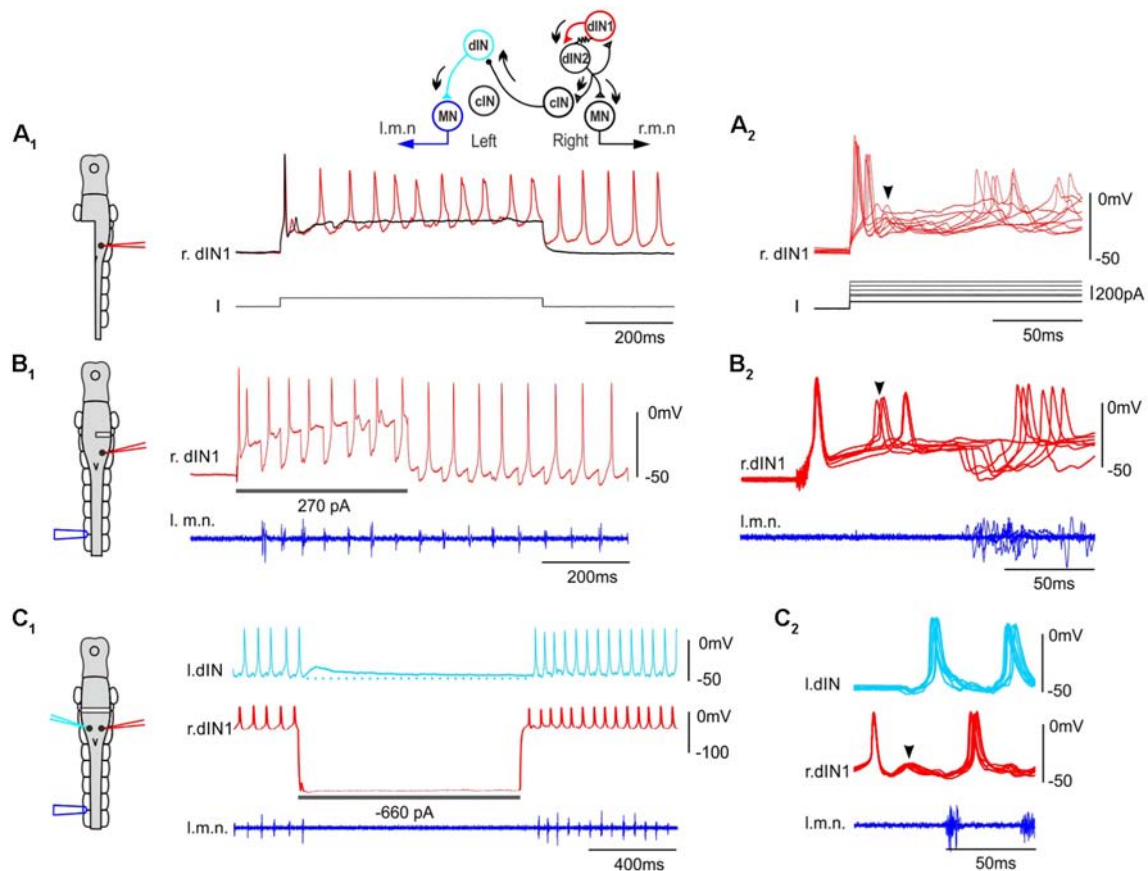 dIN1
dIN
dIN2
cIN
cIN
MN
MN
l.m.n
Left
Right
r.m.n
A1
A2
0mV
-50
r. dIN1
r. dIN1
I
200ms
I
200pA
50ms
B1
B2
0mV
-50
0mV
-50
r. dIN1
r.dIN1
270 pA
l. m.n.
l.m.n.
200ms
50ms
C1
C2
l.dIN
0mV
-50
l.dIN
0mV
-50
r.dIN1
0mV
-100
r.dIN1
0mV
-50
-660 pA
l.m.n.
l.m.n.
400ms
50ms